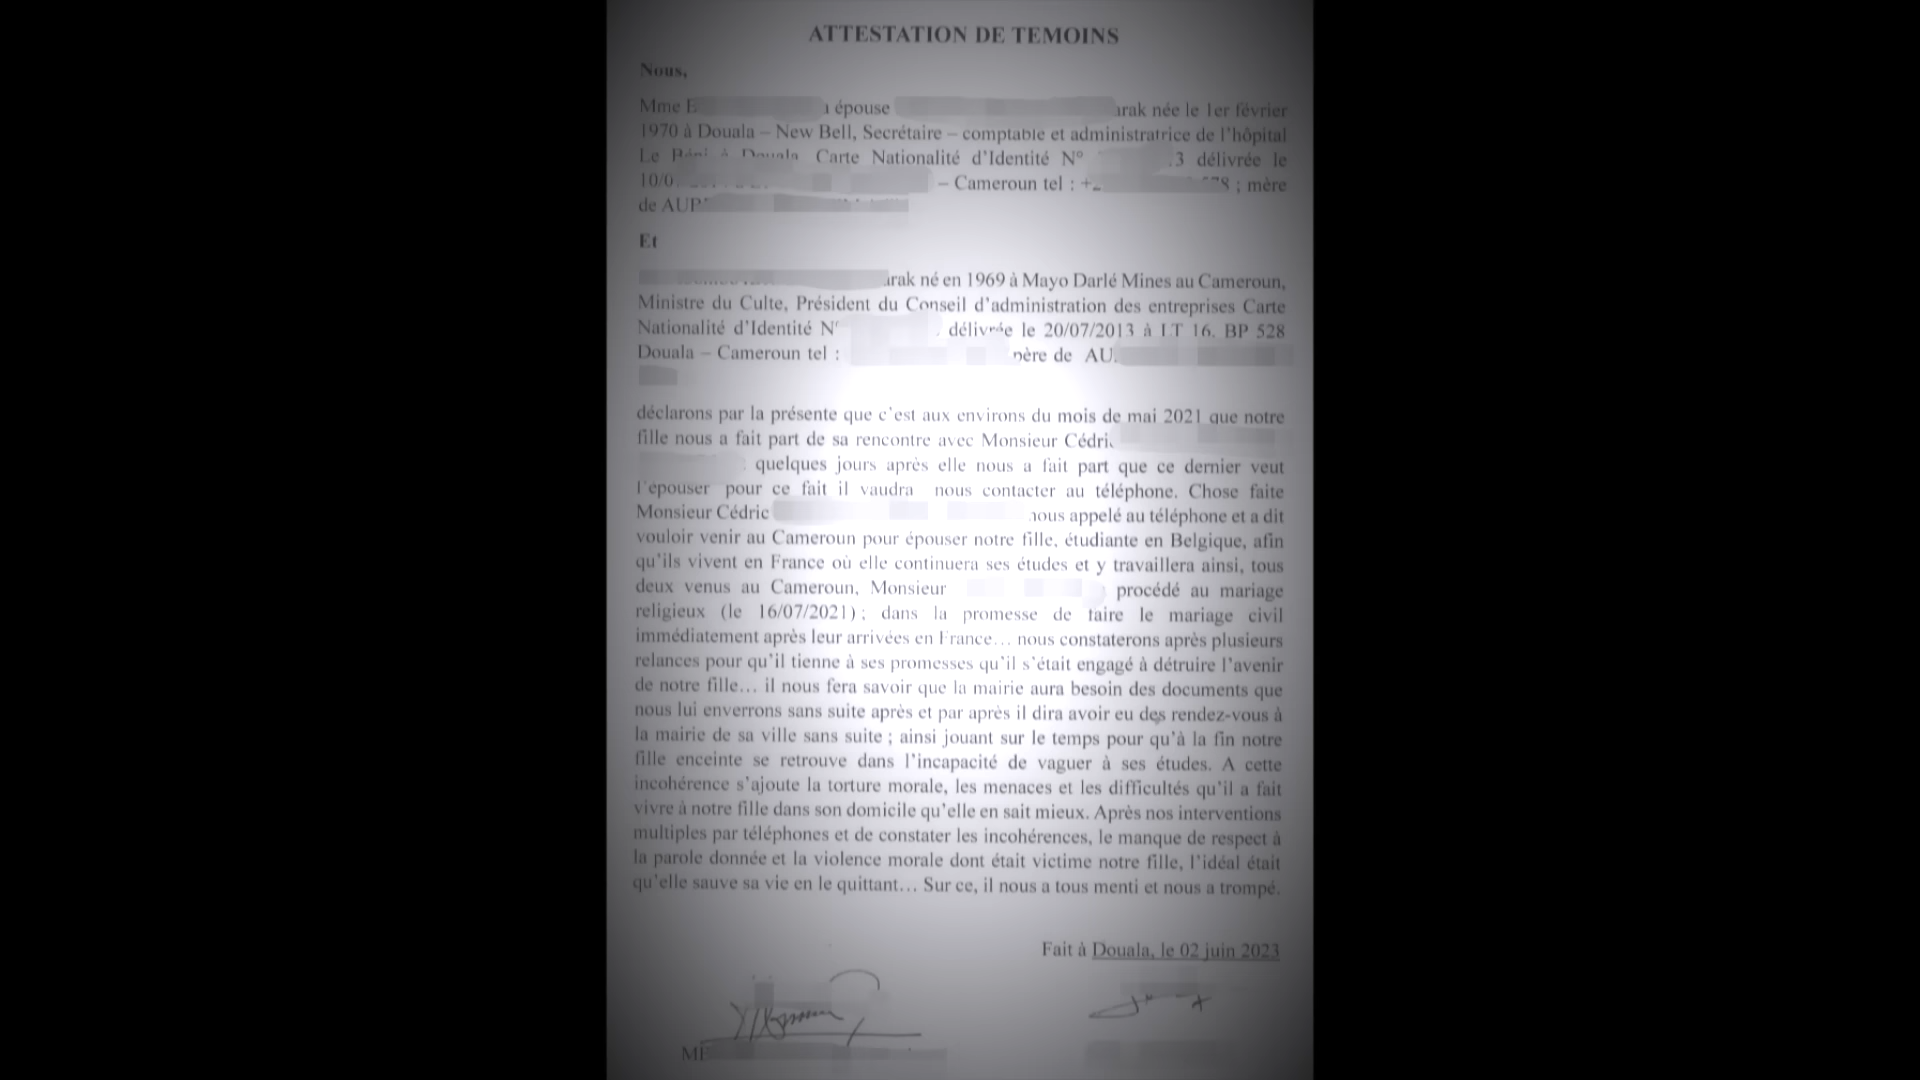 ATTESTATION DE TEMOINS
Nous,
Mme E épouse arak née le 1er février
1970 à Douala – New Bell, Secrétaire – comptable et administratrice de l'hôpital
Le Douala Carte Nationalité d'Identité N° 3 délivrée le
10/0 – Cameroun tel : + 78 ; mère
de AUP
Et
arak né en 1969 à Mayo Darlé Mines au Cameroun,
Ministre du Culte, Président du Conseil d'administration des entreprises Carte
Nationalité d'Identité N° délivrée le 20/07/2013 à LT 16. BP 528
Douala – Cameroun tel : père de AU
déclarons par la présente que c'est aux environs du mois de mai 2021 que notre
fille nous a fait part de sa rencontre avec Monsieur Cédric
quelques jours après elle nous a fait part que ce dernier veut
l'épouser pour ce fait il vaudra nous contacter au téléphone. Chose faite
Monsieur Cédric nous appelé au téléphone et a dit
vouloir venir au Cameroun pour épouser notre fille, étudiante en Belgique, afin
qu'ils vivent en France où elle continuera ses études et y travaillera ainsi, tous
deux venus au Cameroun, Monsieur procédé au mariage
religieux (le 16/07/2021) ; dans la promesse de faire le mariage civil
immédiatement après leur arrivées en France… nous constaterons après plusieurs
relances pour qu'il tienne à ses promesses qu'il s'était engagé à détruire l'avenir
de notre fille… il nous fera savoir que la mairie aura besoin des documents que
nous lui enverrons sans suite après et par après il dira avoir eu des rendez-vous à
la mairie de sa ville sans suite ; ainsi jouant sur le temps pour qu'à la fin notre
fille enceinte se retrouve dans l'incapacité de vaguer à ses études. A cette
incohérence s'ajoute la torture morale, les menaces et les difficultés qu'il a fait
vivre à notre fille dans son domicile qu'elle en sait mieux. Après nos interventions
multiples par téléphones et de constater les incohérences, le manque de respect à
la parole donnée et la violence morale dont était victime notre fille, l'idéal était
qu'elle sauve sa vie en le quittant… Sur ce, il nous a tous menti et nous a trompé.
Fait à Douala, le 02 juin 2023